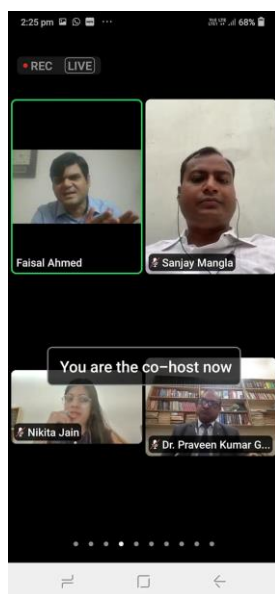 2:25 pm
68%
REC LIVE
Faisal Ahmed
Sanjay Mangla
You are the co-host now
Nikita Jain
Dr. Praveen Kumar G...